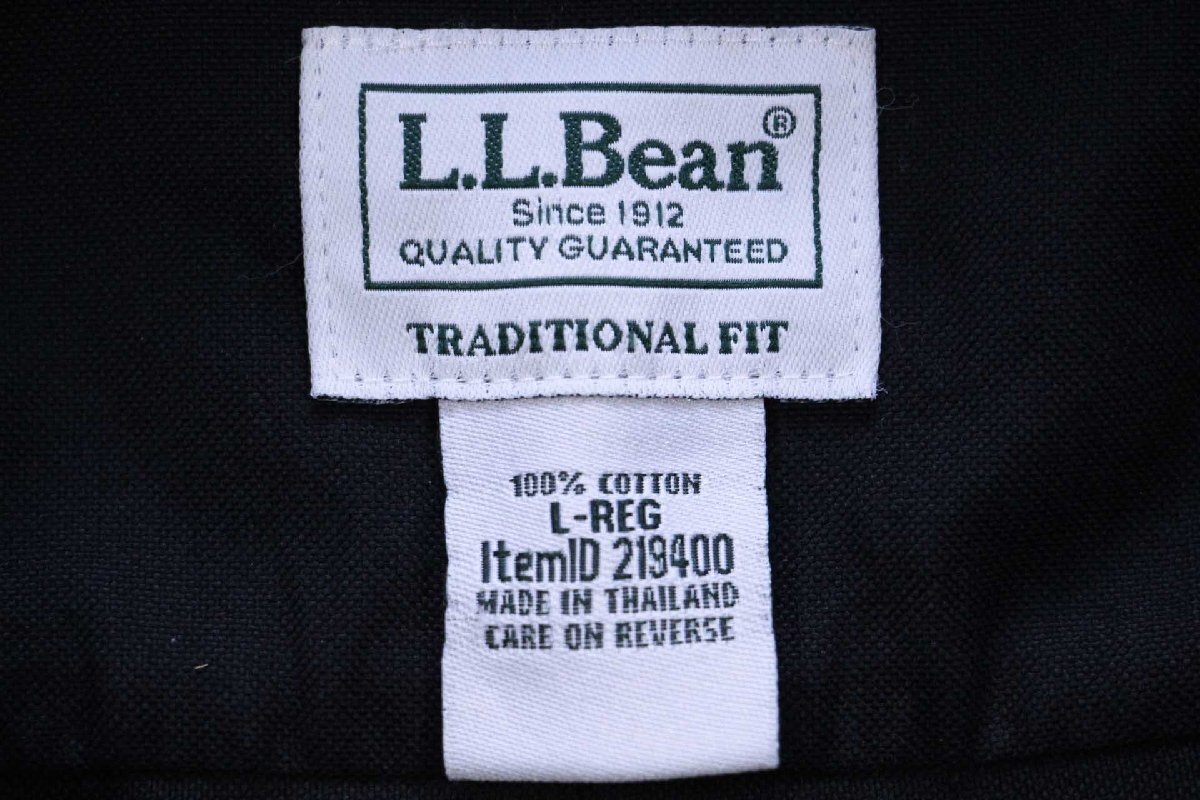 L.L.Bean®
Since 1912
QUALITY GUARANTEED
TRADITIONAL FIT
100% COTTON
L-REG
ItemID 219400
MADE IN THAILAND
CARE ON REVERSE